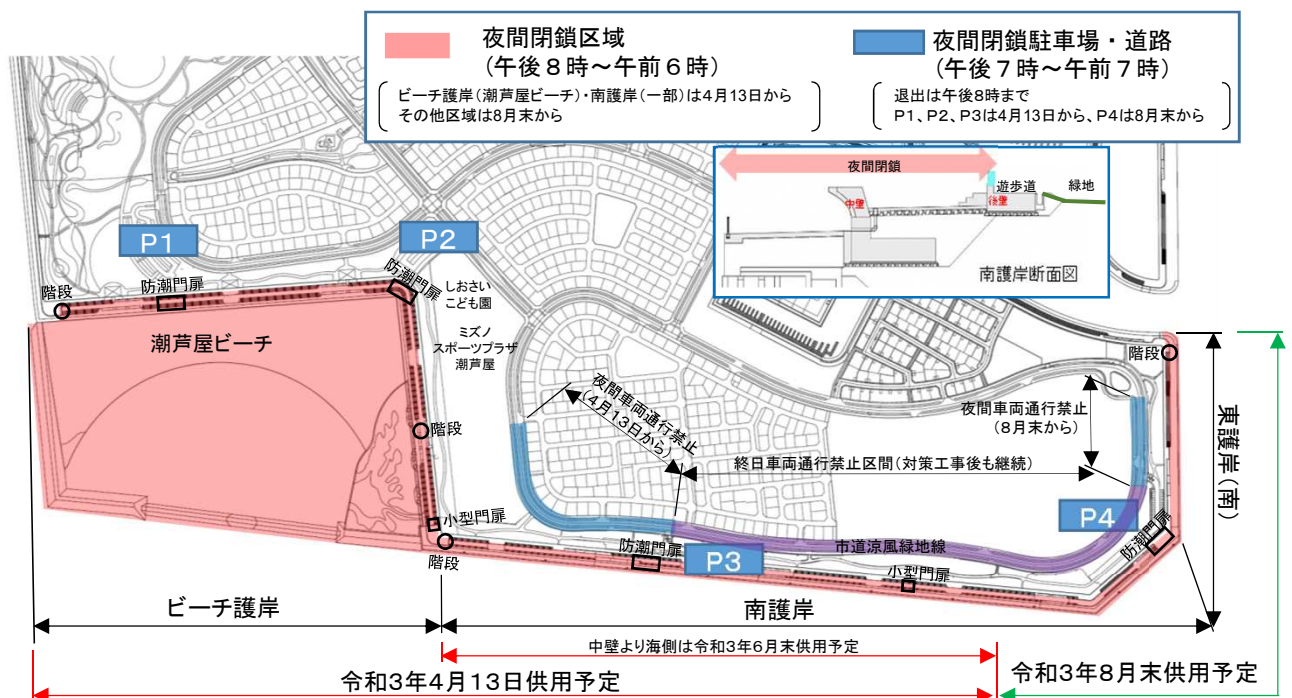 夜間閉鎖区域
(午後8時~午前6時)
ビーチ護岸(潮芦屋ビーチ)・南護岸(一部)は4月13日から
その他区域は8月末から
夜間閉鎖駐車場・道路
(午後7時~午前7時)
退出は午後8時まで
P1、P2、P3は4月13日から、P4は8月末から
夜間閉鎖
中壁
遊歩道
後壁
緑地
南護岸断面図
P1
P2
階段
防潮門扉
防潮門扉
しおさい
こども園
潮芦屋ビーチ
ミズノ
スポーツプラザ
潮芦屋
階段
小型門扉
階段
夜間車両通行禁止
(4月13日から)
夜間車両通行禁止
(8月末から)
終日車両通行禁止区間(対策工事後も継続)
階段
東護岸(南)
P4
防潮門扉
市道涼風緑地線
防潮門扉
P3
小型門扉
ビーチ護岸
南護岸
中壁より海側は令和3年6月末供用予定
令和3年4月13日供用予定
令和3年8月末供用予定